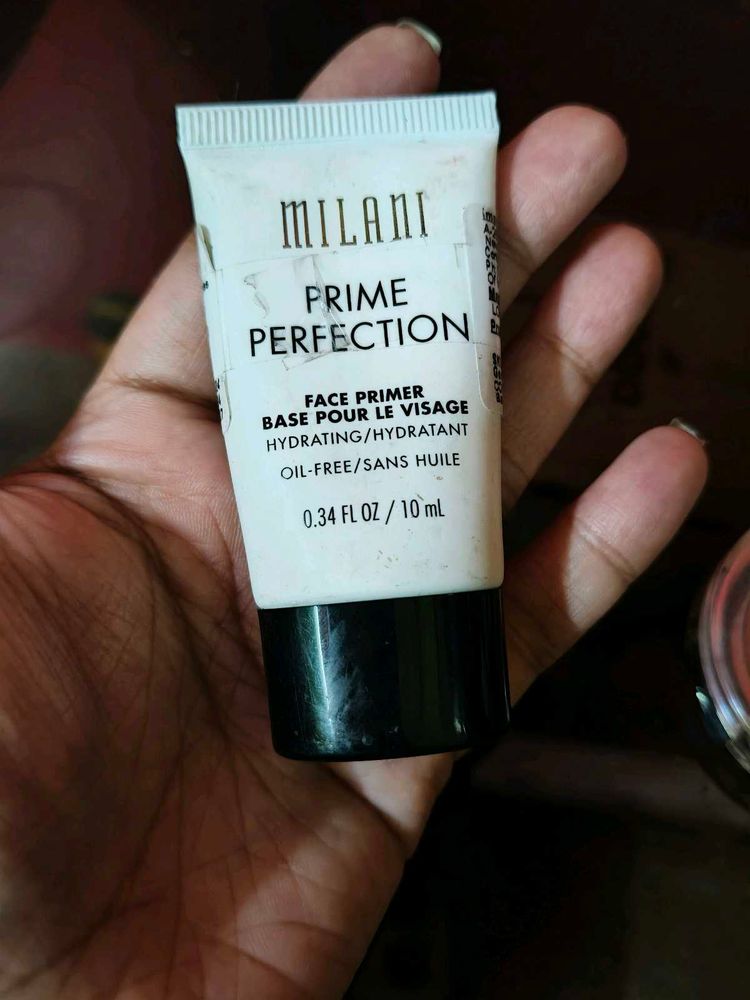 MILANI
PRIME
PERFECTION
FACE PRIMER
BASE POUR LE VISAGE
HYDRATING/HYDRATANT
OIL-FREE/SANS HUILE
0.34 FL OZ / 10 mL